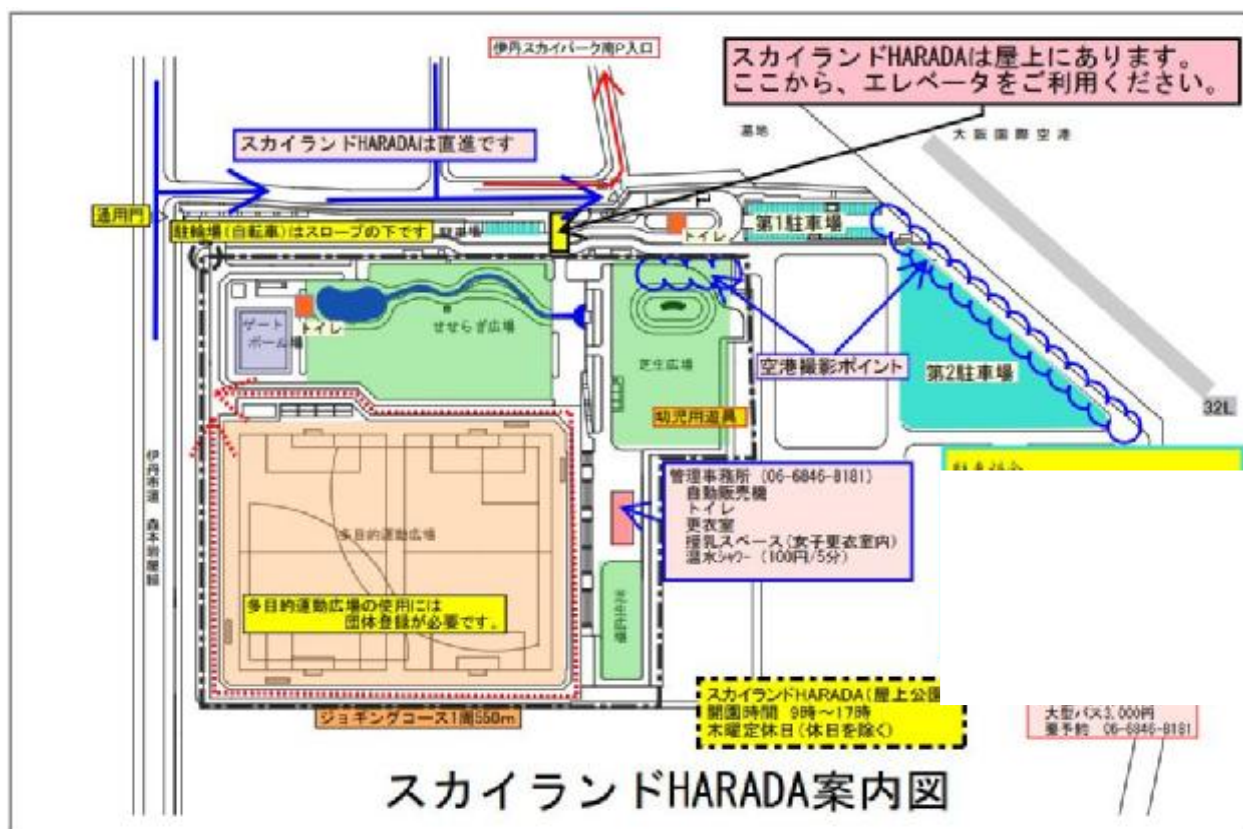 伊丹スカイパーク南P入口
スカイランドHARADAは屋上にあります。
ここから、エレベータをご利用ください。
墓地
大阪国際空港
スカイランドHARADAは直進です
通用門
駐輪場(自転車)はスロープの下です
車場
トイレ
第1駐車場
ゲート
ボール場
トイレ
せせらぎ広場
芝生広場
空港撮影ポイント
第2駐車場
32L
幼児用遊具
伊丹市道 森本岩屋線
管理事務所 (06-6846-8181)
自動販売機
トイレ
更衣室
授乳スペース(女子更衣室内)
温水シャワー (100円/5分)
多目的運動広場
多目的運動広場の使用には
団体登録が必要です。
スカイランドHARADA(屋上公園
開園時間 9時～17時
木曜定休日(休日を除く)
大型バス3,000円
要予約 06-6846-8181
ジョギングコース1周550m
スカイランドHARADA案内図